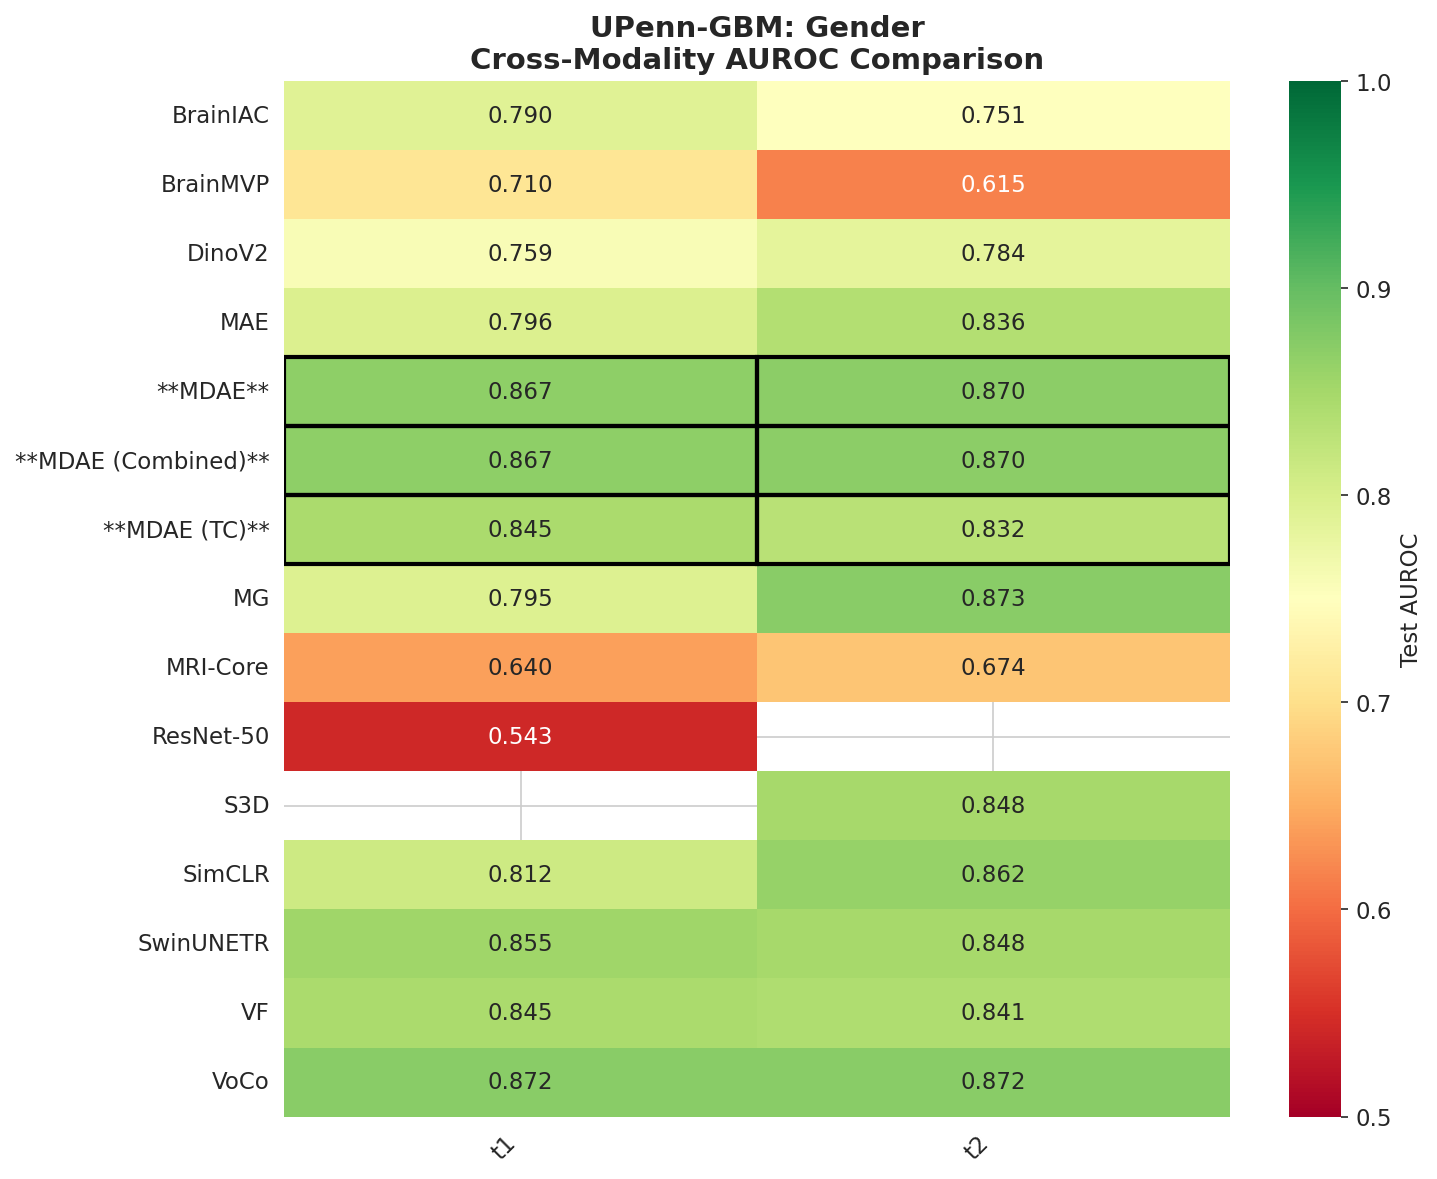 UPenn-GBM: Gender
Cross-Modality AUROC Comparison
BrainIAC 0.790 0.751
BrainMVP 0.710 0.615
DinoV2 0.759 0.784
MAE 0.796 0.836
**MDAE** 0.867 0.870
**MDAE (Combined)** 0.867 0.870
**MDAE (TC)** 0.845 0.832
MG 0.795 0.873
MRI-Core 0.640 0.674
ResNet-50 0.543
S3D 0.848
SimCLR 0.812 0.862
SwinUNETR 0.855 0.848
VF 0.845 0.841
VoCo 0.872 0.872
t1 t2
1.0
0.9
0.8
0.7
0.6
0.5
Test AUROC